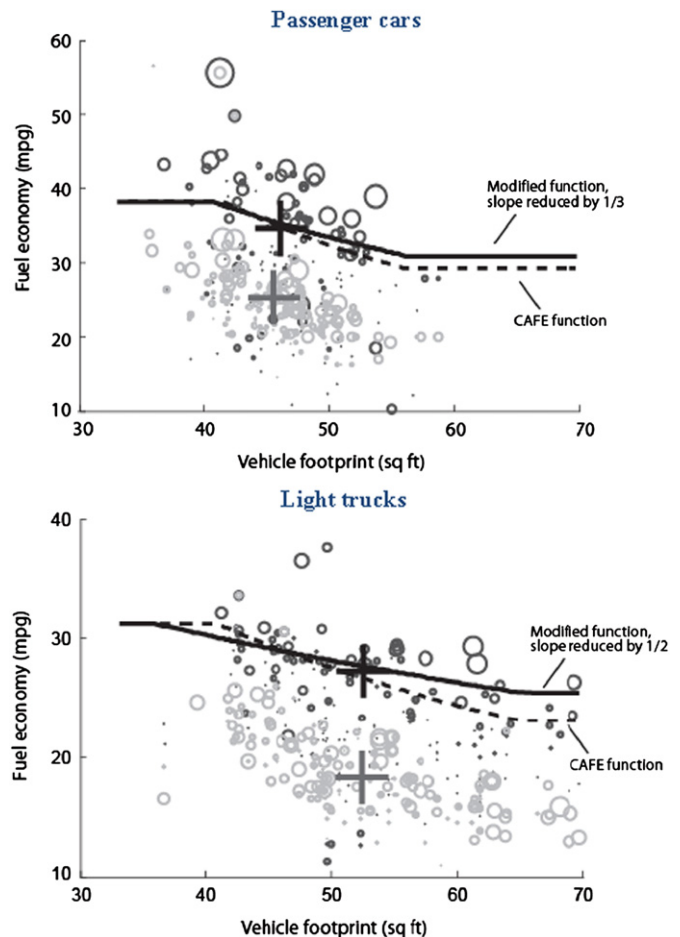 Passenger cars
60
50
40
30
20
10
Fuel economy (mpg)
Modified function,
slope reduced by 1/3
CAFE function
30 40 50 60 70
Vehicle footprint (sq ft)
Light trucks
40
30
20
10
Fuel economy (mpg)
Modified function,
slope reduced by 1/2
CAFE function
30 40 50 60 70
Vehicle footprint (sq ft)